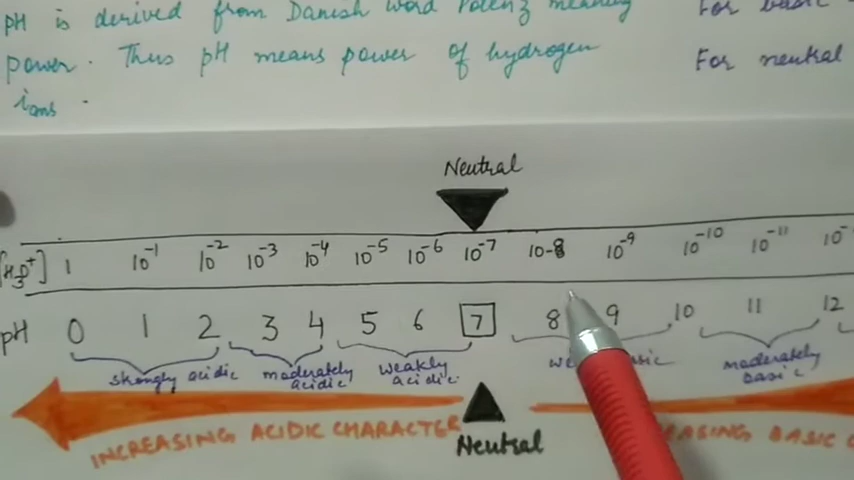 pH is derived from Danish word Potenz meaning
For basic
power. Thus pH means power of hydrogen
For neutral
ions.
Neutral
[H3O+] 1 10^-1 10^-2 10^-3 10^-4 10^-5 10^-6 10^-7 10-8 10^-9 10^-10 10^-11 10^-
pH 0 1 2 3 4 5 6 7 8 9 10 11 12
strongly acidic moderately acidic weakly acidic moderately basic
INCREASING ACIDIC CHARACTER
Neutral